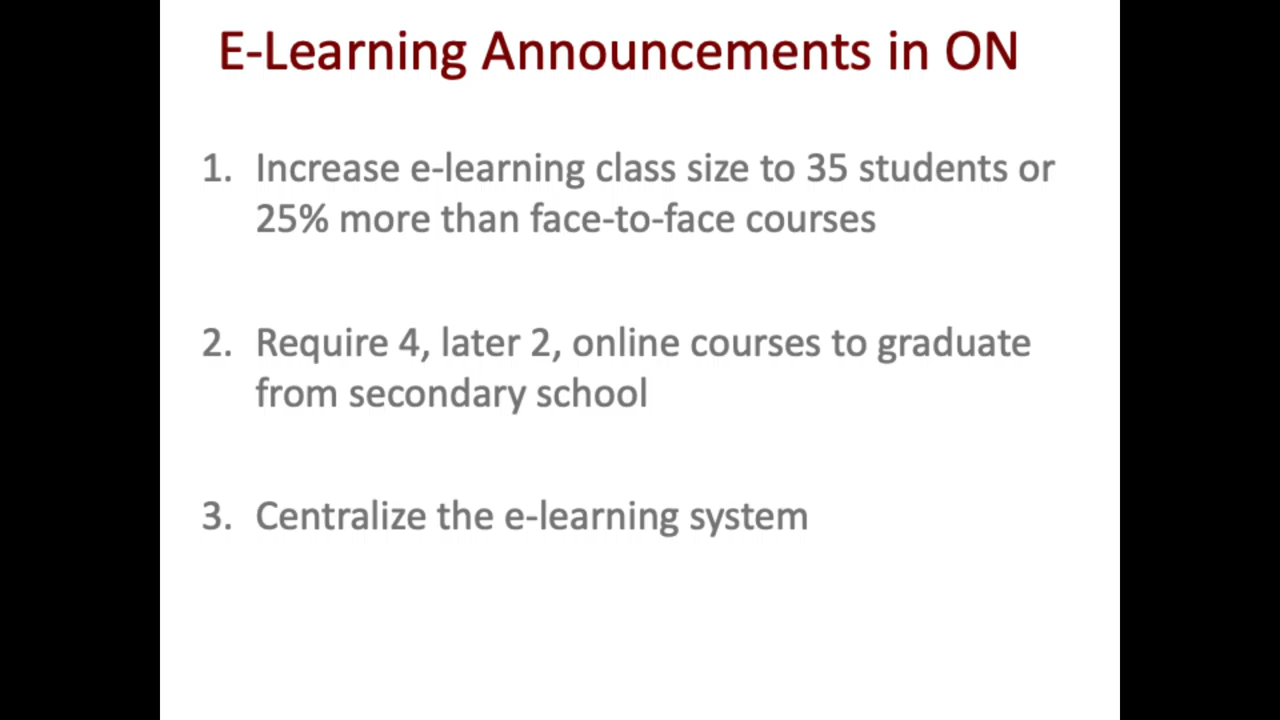 E-Learning Announcements in ON
1. Increase e-learning class size to 35 students or
25% more than face-to-face courses
2. Require 4, later 2, online courses to graduate
from secondary school
3. Centralize the e-learning system